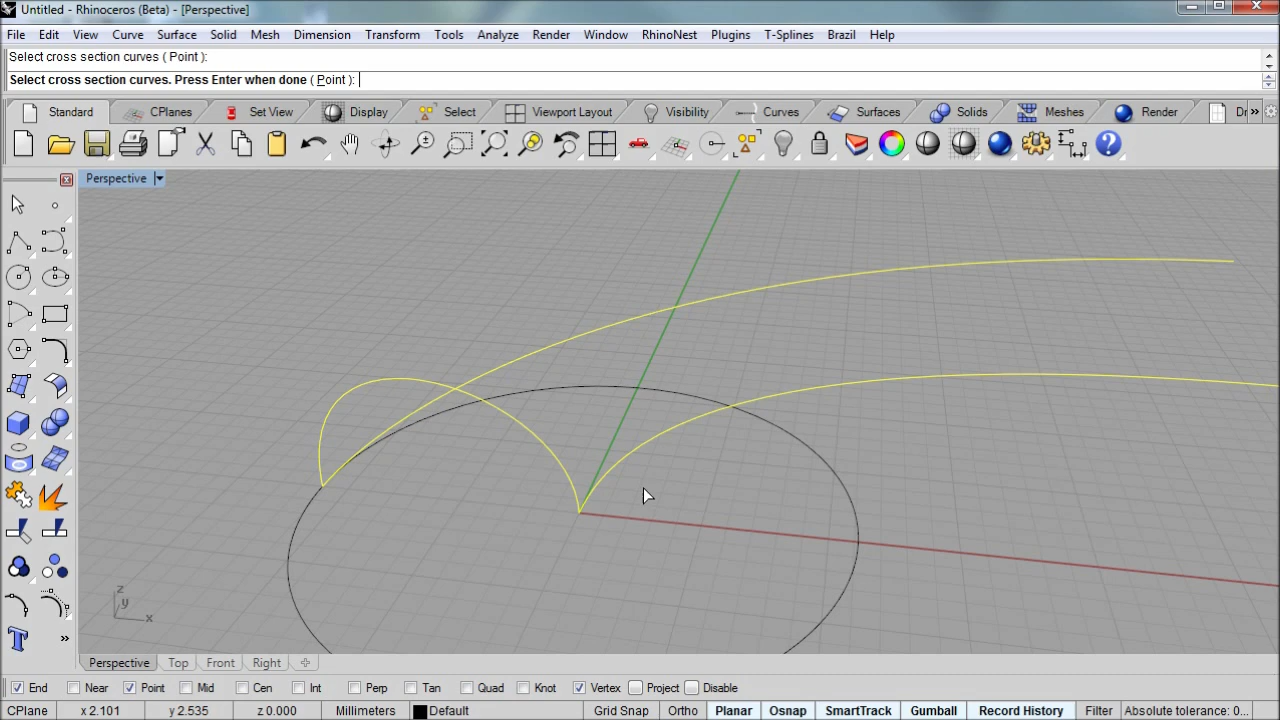 Untitled - Rhinoceros (Beta) - [Perspective]
File Edit View Curve Surface Solid Mesh Dimension Transform Tools Analyze Render Window RhinoNest Plugins T-Splines Brazil Help
Select cross section curves ( Point ):
Select cross section curves. Press Enter when done ( Point ):
Standard CPlanes Set View Display Select Viewport Layout Visibility Curves Surfaces Solids Meshes Render Dr »
Perspective
z
y
x
T »
Perspective Top Front Right
End Near Point Mid Cen Int Perp Tan Quad Knot Vertex Project Disable
CPlane x 2.101 y 2.535 z 0.000 Millimeters Default Grid Snap Ortho Planar Osnap SmartTrack Gumball Record History Filter Absolute tolerance: 0...